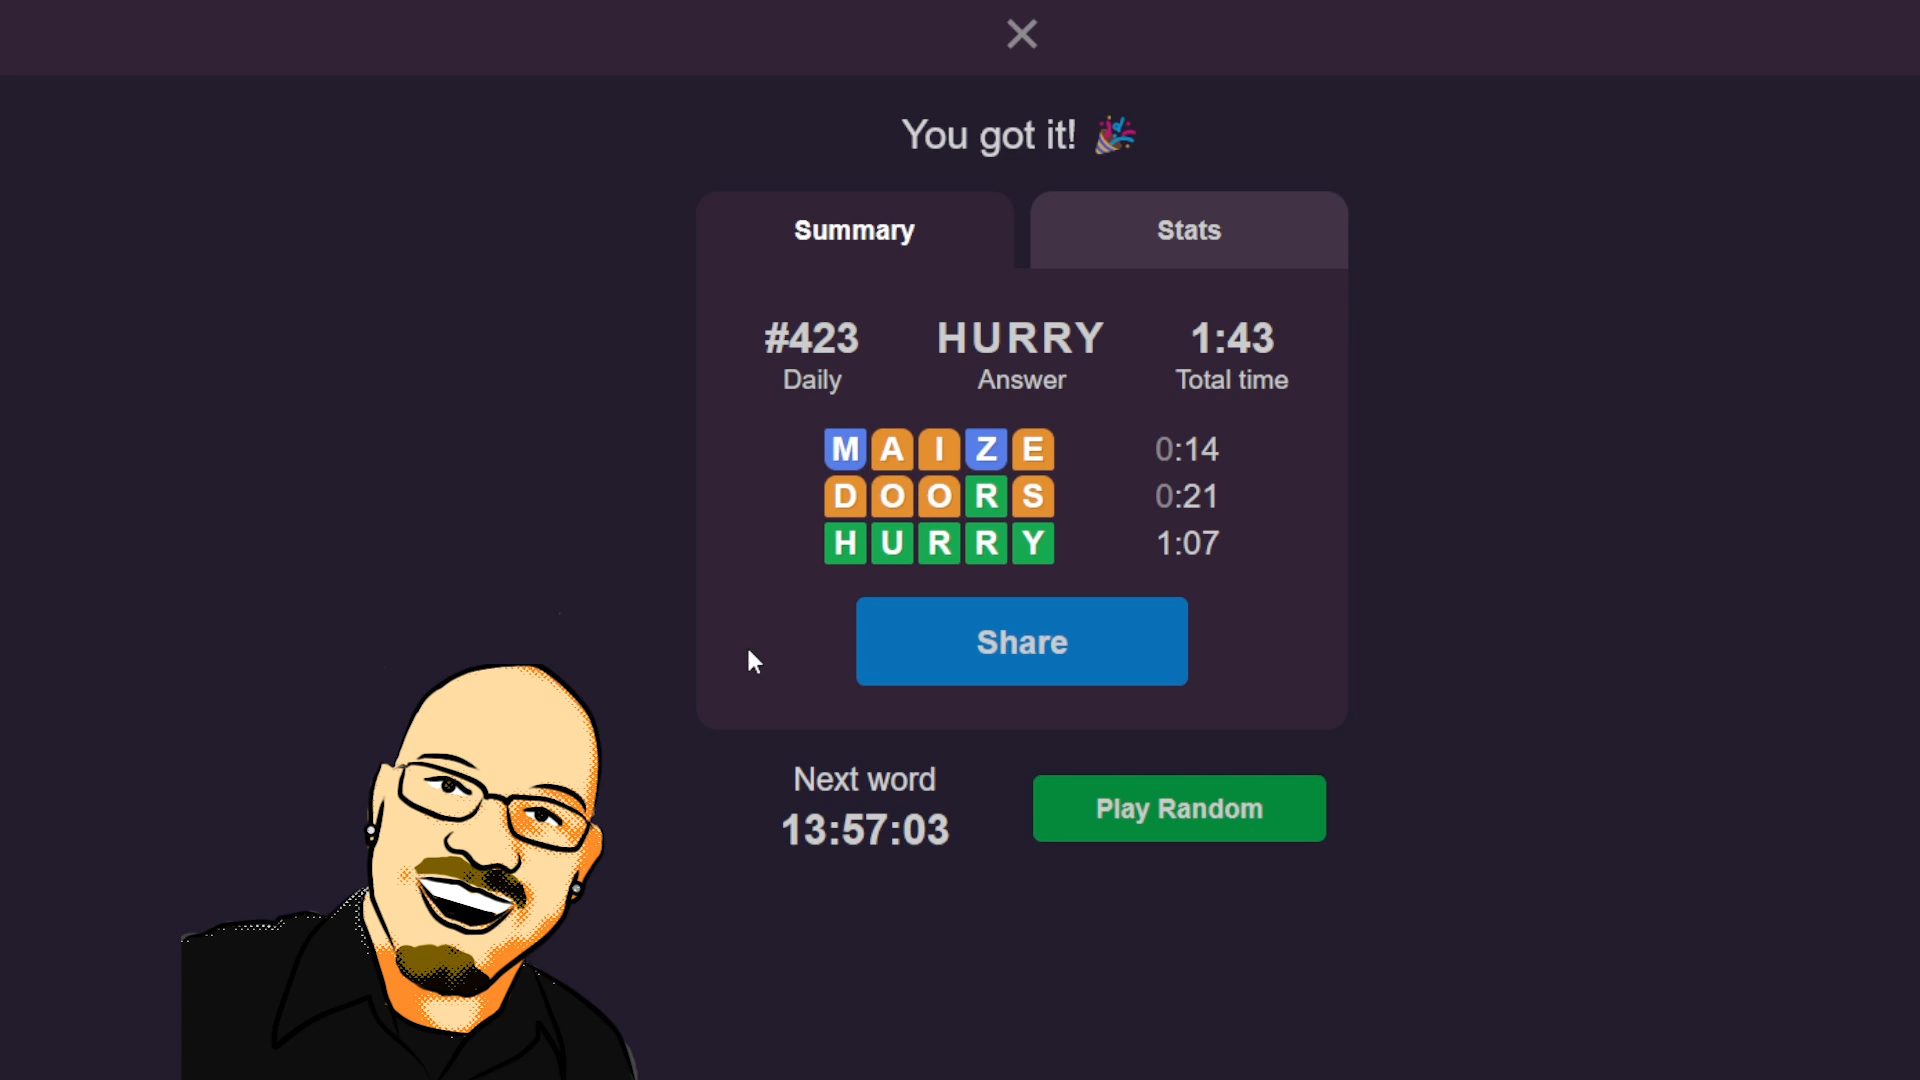 You got it!
Summary Stats
#423 HURRY 1:43
Daily Answer Total time
MAIZE 0:14
DOORS 0:21
HURRY 1:07
Share
Next word
13:57:03
Play Random